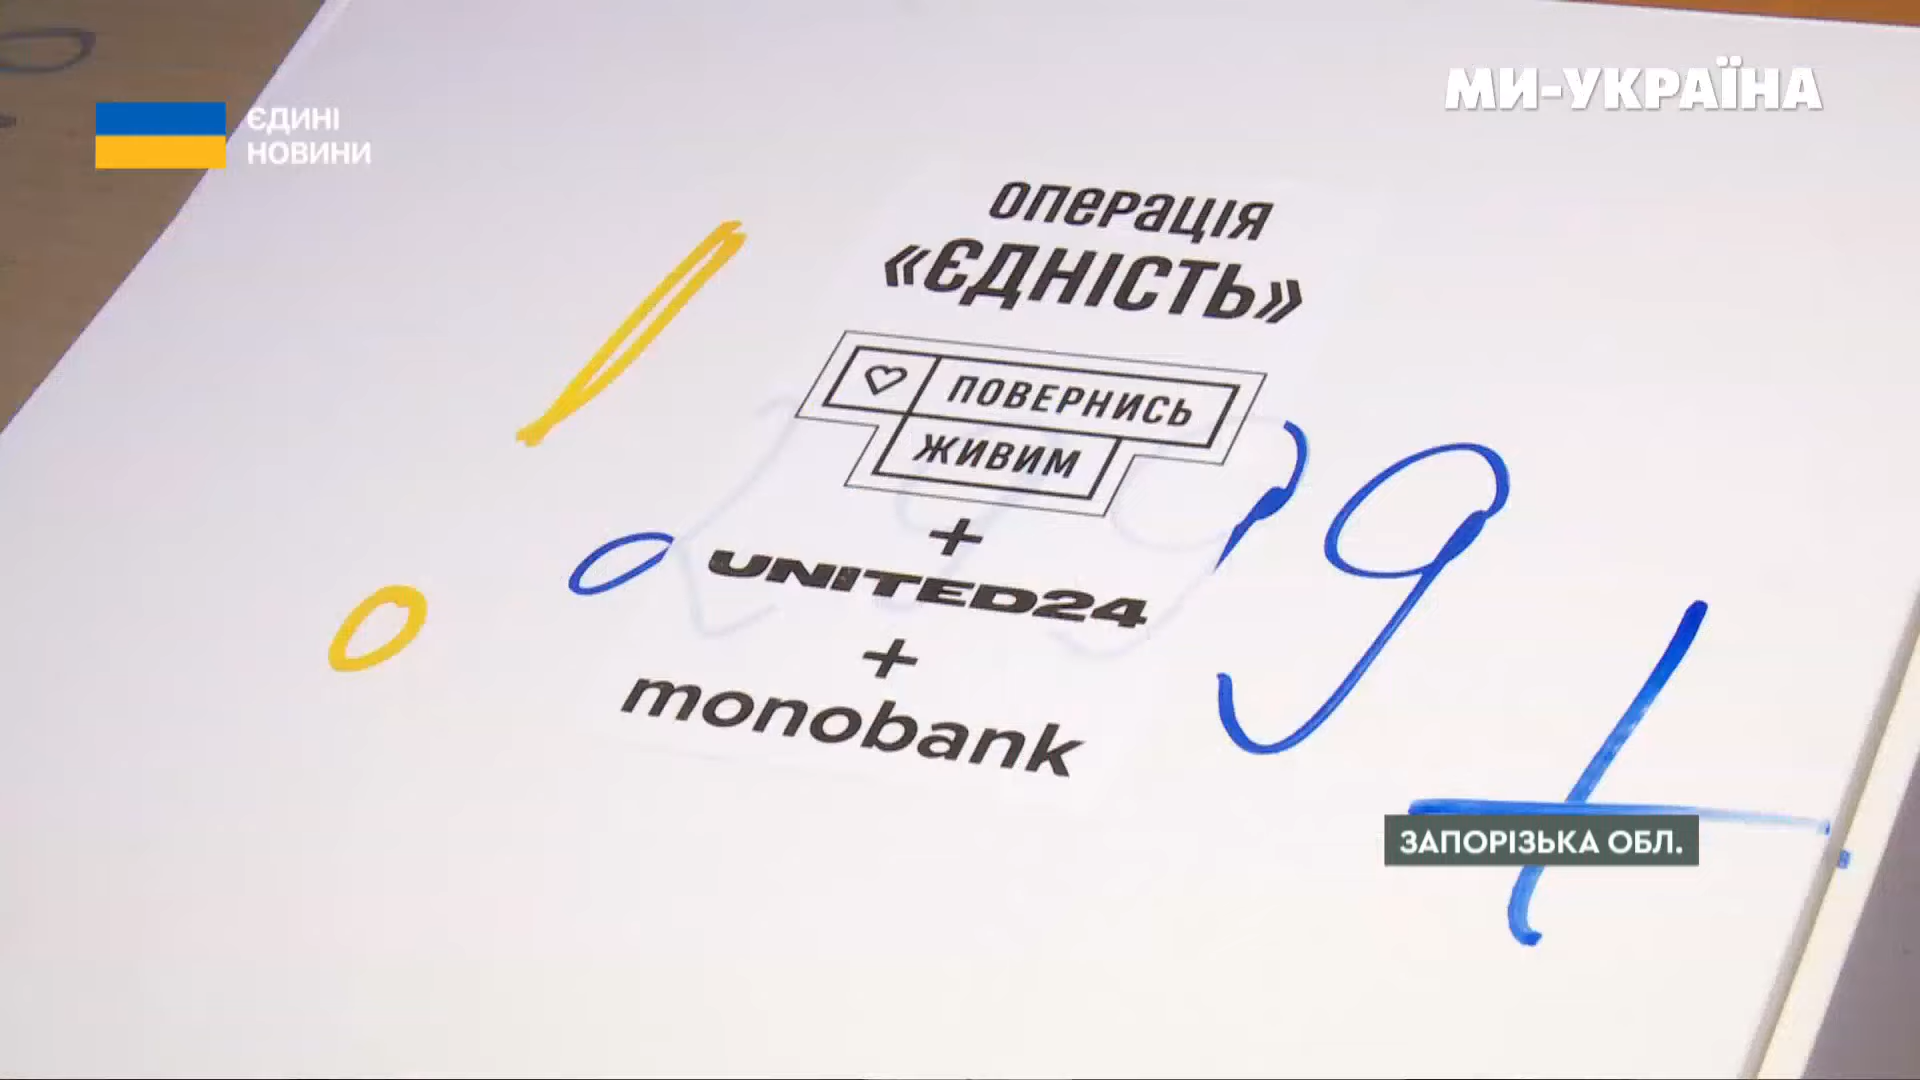 ЄДИНІ
НОВИНИ
МИ-УКРАЇНА
ОПЕРАЦІЯ
«ЄДНІСТЬ»
ПОВЕРНИСЬ
ЖИВИМ
+
UNITED24
+
monobank
ЗАПОРІЗЬКА ОБЛ.